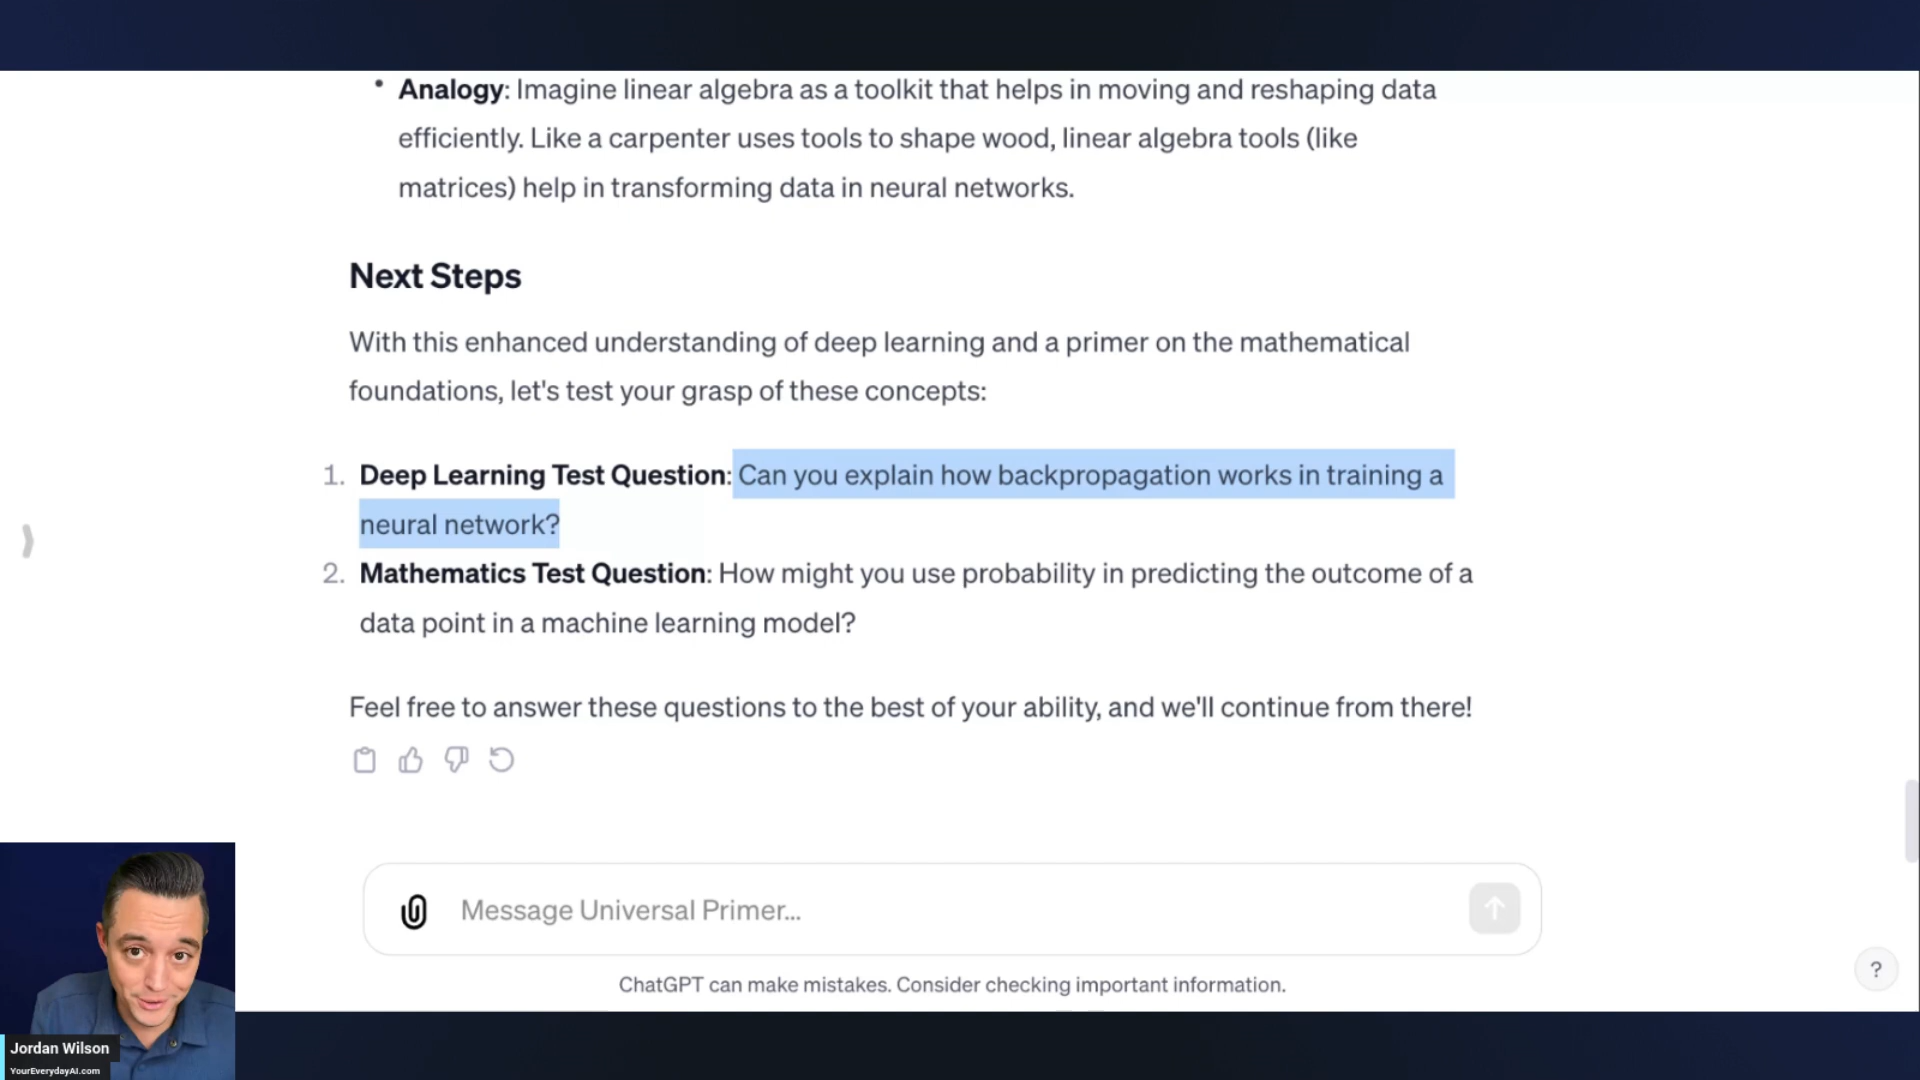 • Analogy: Imagine linear algebra as a toolkit that helps in moving and reshaping data
efficiently. Like a carpenter uses tools to shape wood, linear algebra tools (like
matrices) help in transforming data in neural networks.
Next Steps
With this enhanced understanding of deep learning and a primer on the mathematical
foundations, let's test your grasp of these concepts:
1. Deep Learning Test Question: Can you explain how backpropagation works in training a
neural network?
2. Mathematics Test Question: How might you use probability in predicting the outcome of a
data point in a machine learning model?
Feel free to answer these questions to the best of your ability, and we'll continue from there!
Message Universal Primer...
ChatGPT can make mistakes. Consider checking important information.
?
Jordan Wilson
YourEverydayAI.com